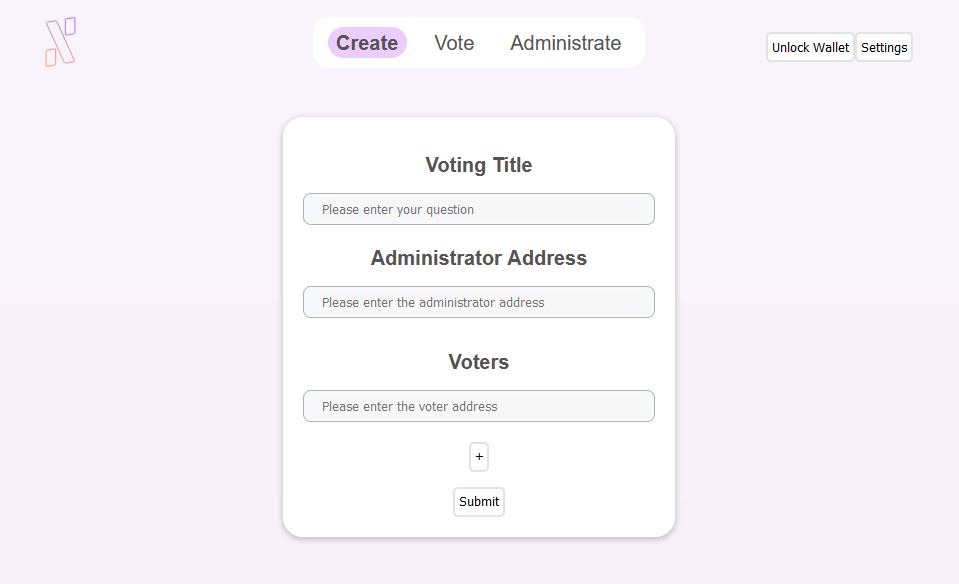 Create Vote Administrate
Unlock Wallet Settings
Voting Title
Please enter your question
Administrator Address
Please enter the administrator address
Voters
Please enter the voter address
+
Submit